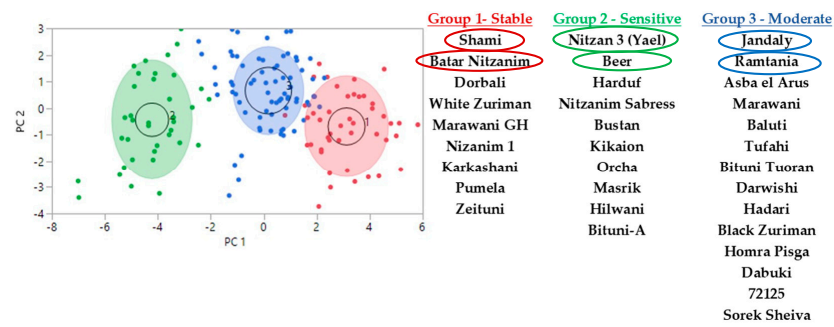 Group 1- Stable
Shami
Batar Nitzanim
Dorbali
White Zuriman
Marawani GH
Nizanim 1
Karkashani
Pumela
Zeituni
Group 2 - Sensitive
Nitzan 3 (Yael)
Beer
Harduf
Nitzanim Sabress
Bustan
Kikaion
Orcha
Masrik
Hilwani
Bituni-A
Group 3 - Moderate
Jandaly
Ramtania
Asba el Arus
Marawani
Baluti
Tufahi
Bituni Tuoran
Darwishi
Hadari
Black Zuriman
Homra Pisga
Dabuki
72125
Sorek Sheiva
PC 2
3
2
1
0
-1
-2
-3
-4
2
3
1
-8
-6
-4
-2
0
2
4
6
8
PC 1